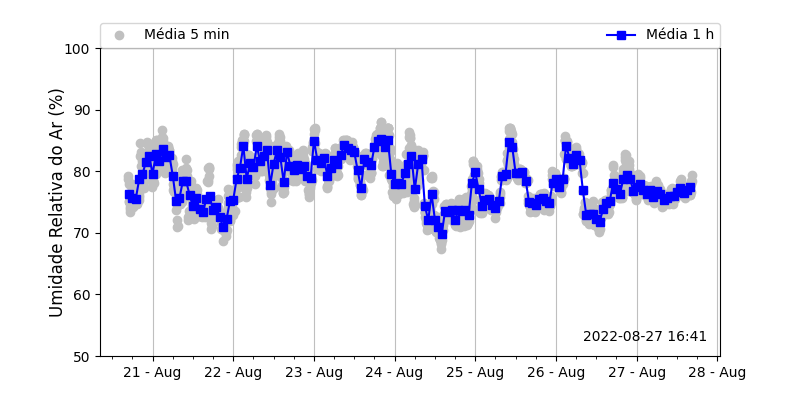 Média 5 min
Média 1 h
100
90
80
70
60
50
Umidade Relativa do Ar (%)
2022-08-27 16:41
21 - Aug
22 - Aug
23 - Aug
24 - Aug
25 - Aug
26 - Aug
27 - Aug
28 - Aug